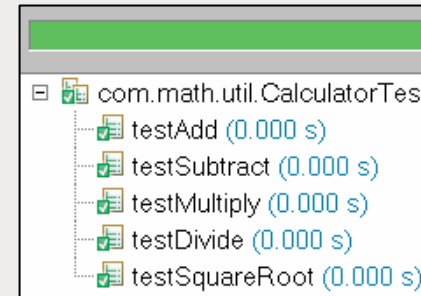 com.math.util.CalculatorTes
testAdd (0.000 s)
testSubtract (0.000 s)
testMultiply (0.000 s)
testDivide (0.000 s)
testSquareRoot (0.000 s)